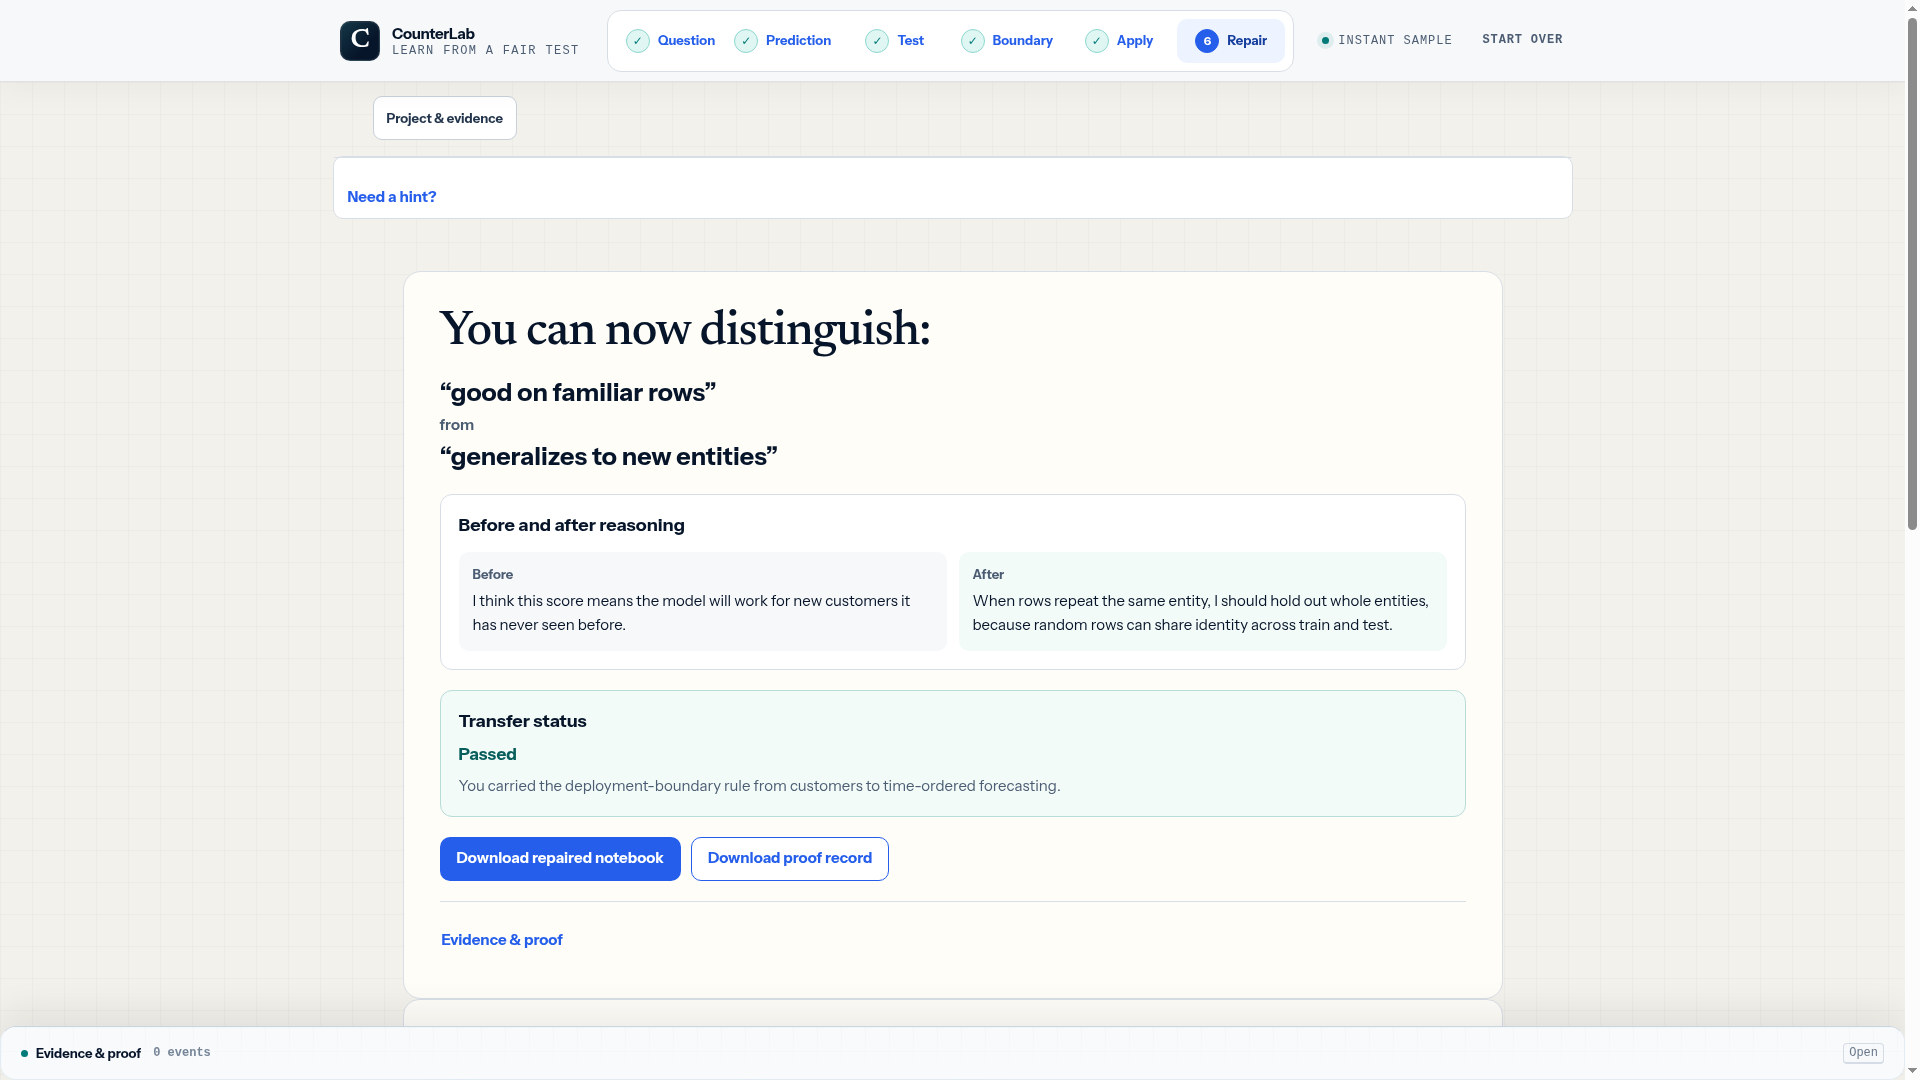 C
CounterLab
LEARN FROM A FAIR TEST
✓ Question
✓ Prediction
✓ Test
✓ Boundary
✓ Apply
6 Repair
INSTANT SAMPLE
START OVER
Project & evidence
Need a hint?
You can now distinguish:
“good on familiar rows”
from
“generalizes to new entities”
Before and after reasoning
Before
I think this score means the model will work for new customers it
has never seen before.
After
When rows repeat the same entity, I should hold out whole entities,
because random rows can share identity across train and test.
Transfer status
Passed
You carried the deployment-boundary rule from customers to time-ordered forecasting.
Download repaired notebook
Download proof record
Evidence & proof
Evidence & proof 0 events
Open